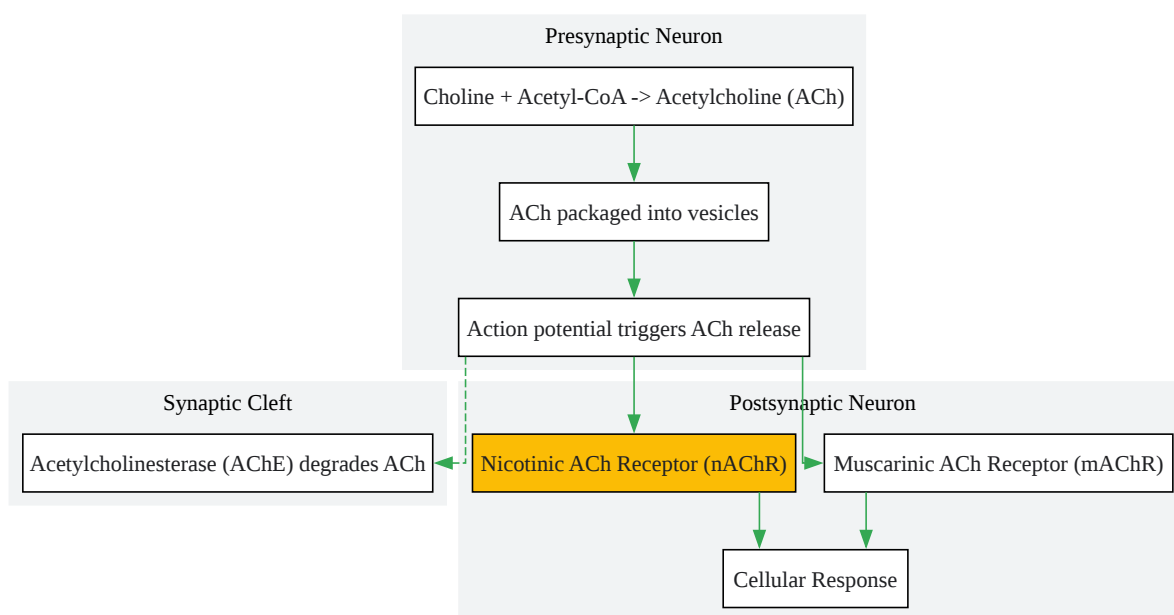 Presynaptic Neuron
Choline + Acetyl-CoA -> Acetylcholine (ACh)
ACh packaged into vesicles
Action potential triggers ACh release
Synaptic Cleft
Acetylcholinesterase (AChE) degrades ACh
Postsynaptic Neuron
Nicotinic ACh Receptor (nAChR)
Muscarinic ACh Receptor (mAChR)
Cellular Response